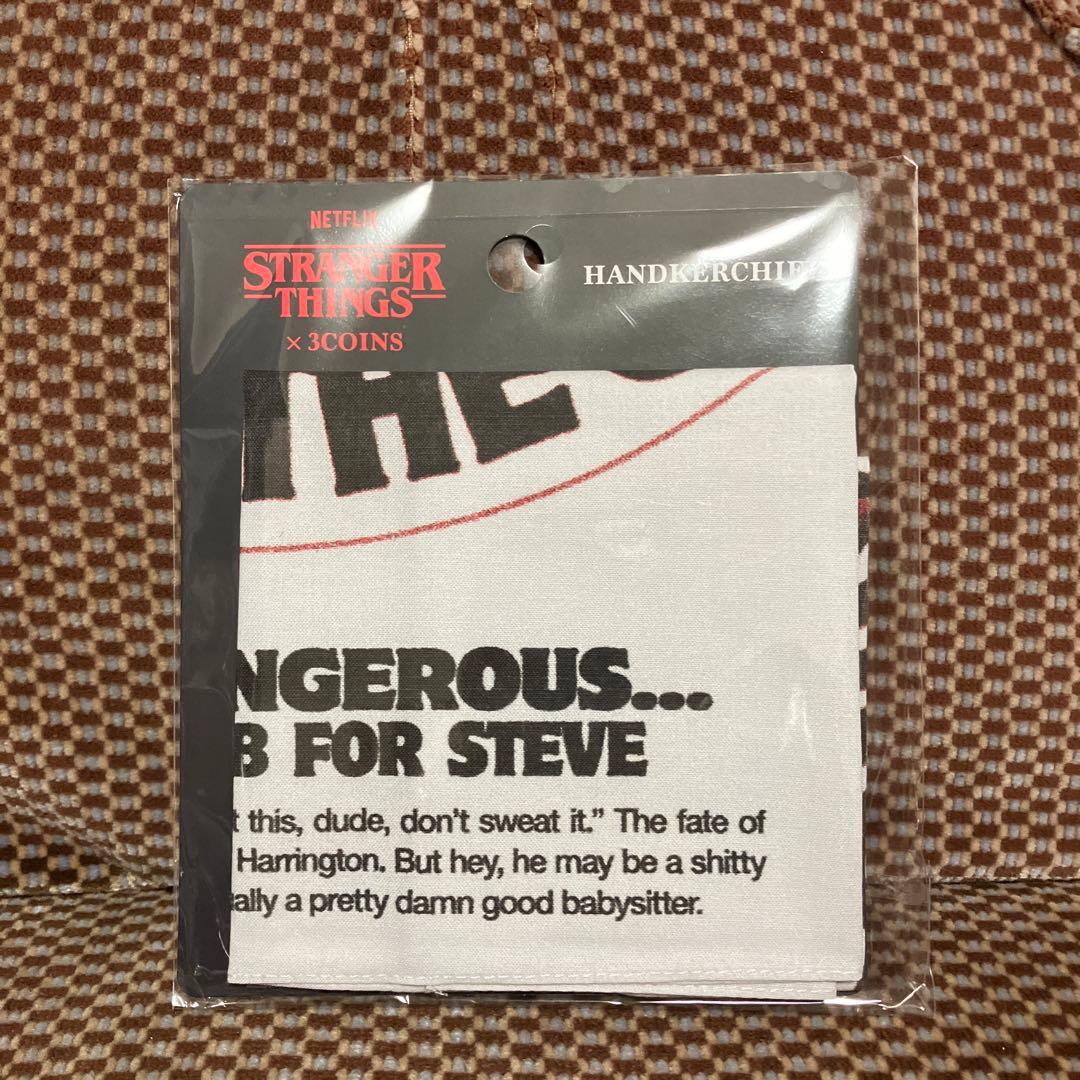 NETFLIX
STRANGER
THINGS
× 3COINS
HANDKERCHIEF
THE
NGEROUS...
B FOR STEVE
t this, dude, don't sweat it.” The fate of
Harrington. But hey, he may be a shitty
ally a pretty damn good babysitter.